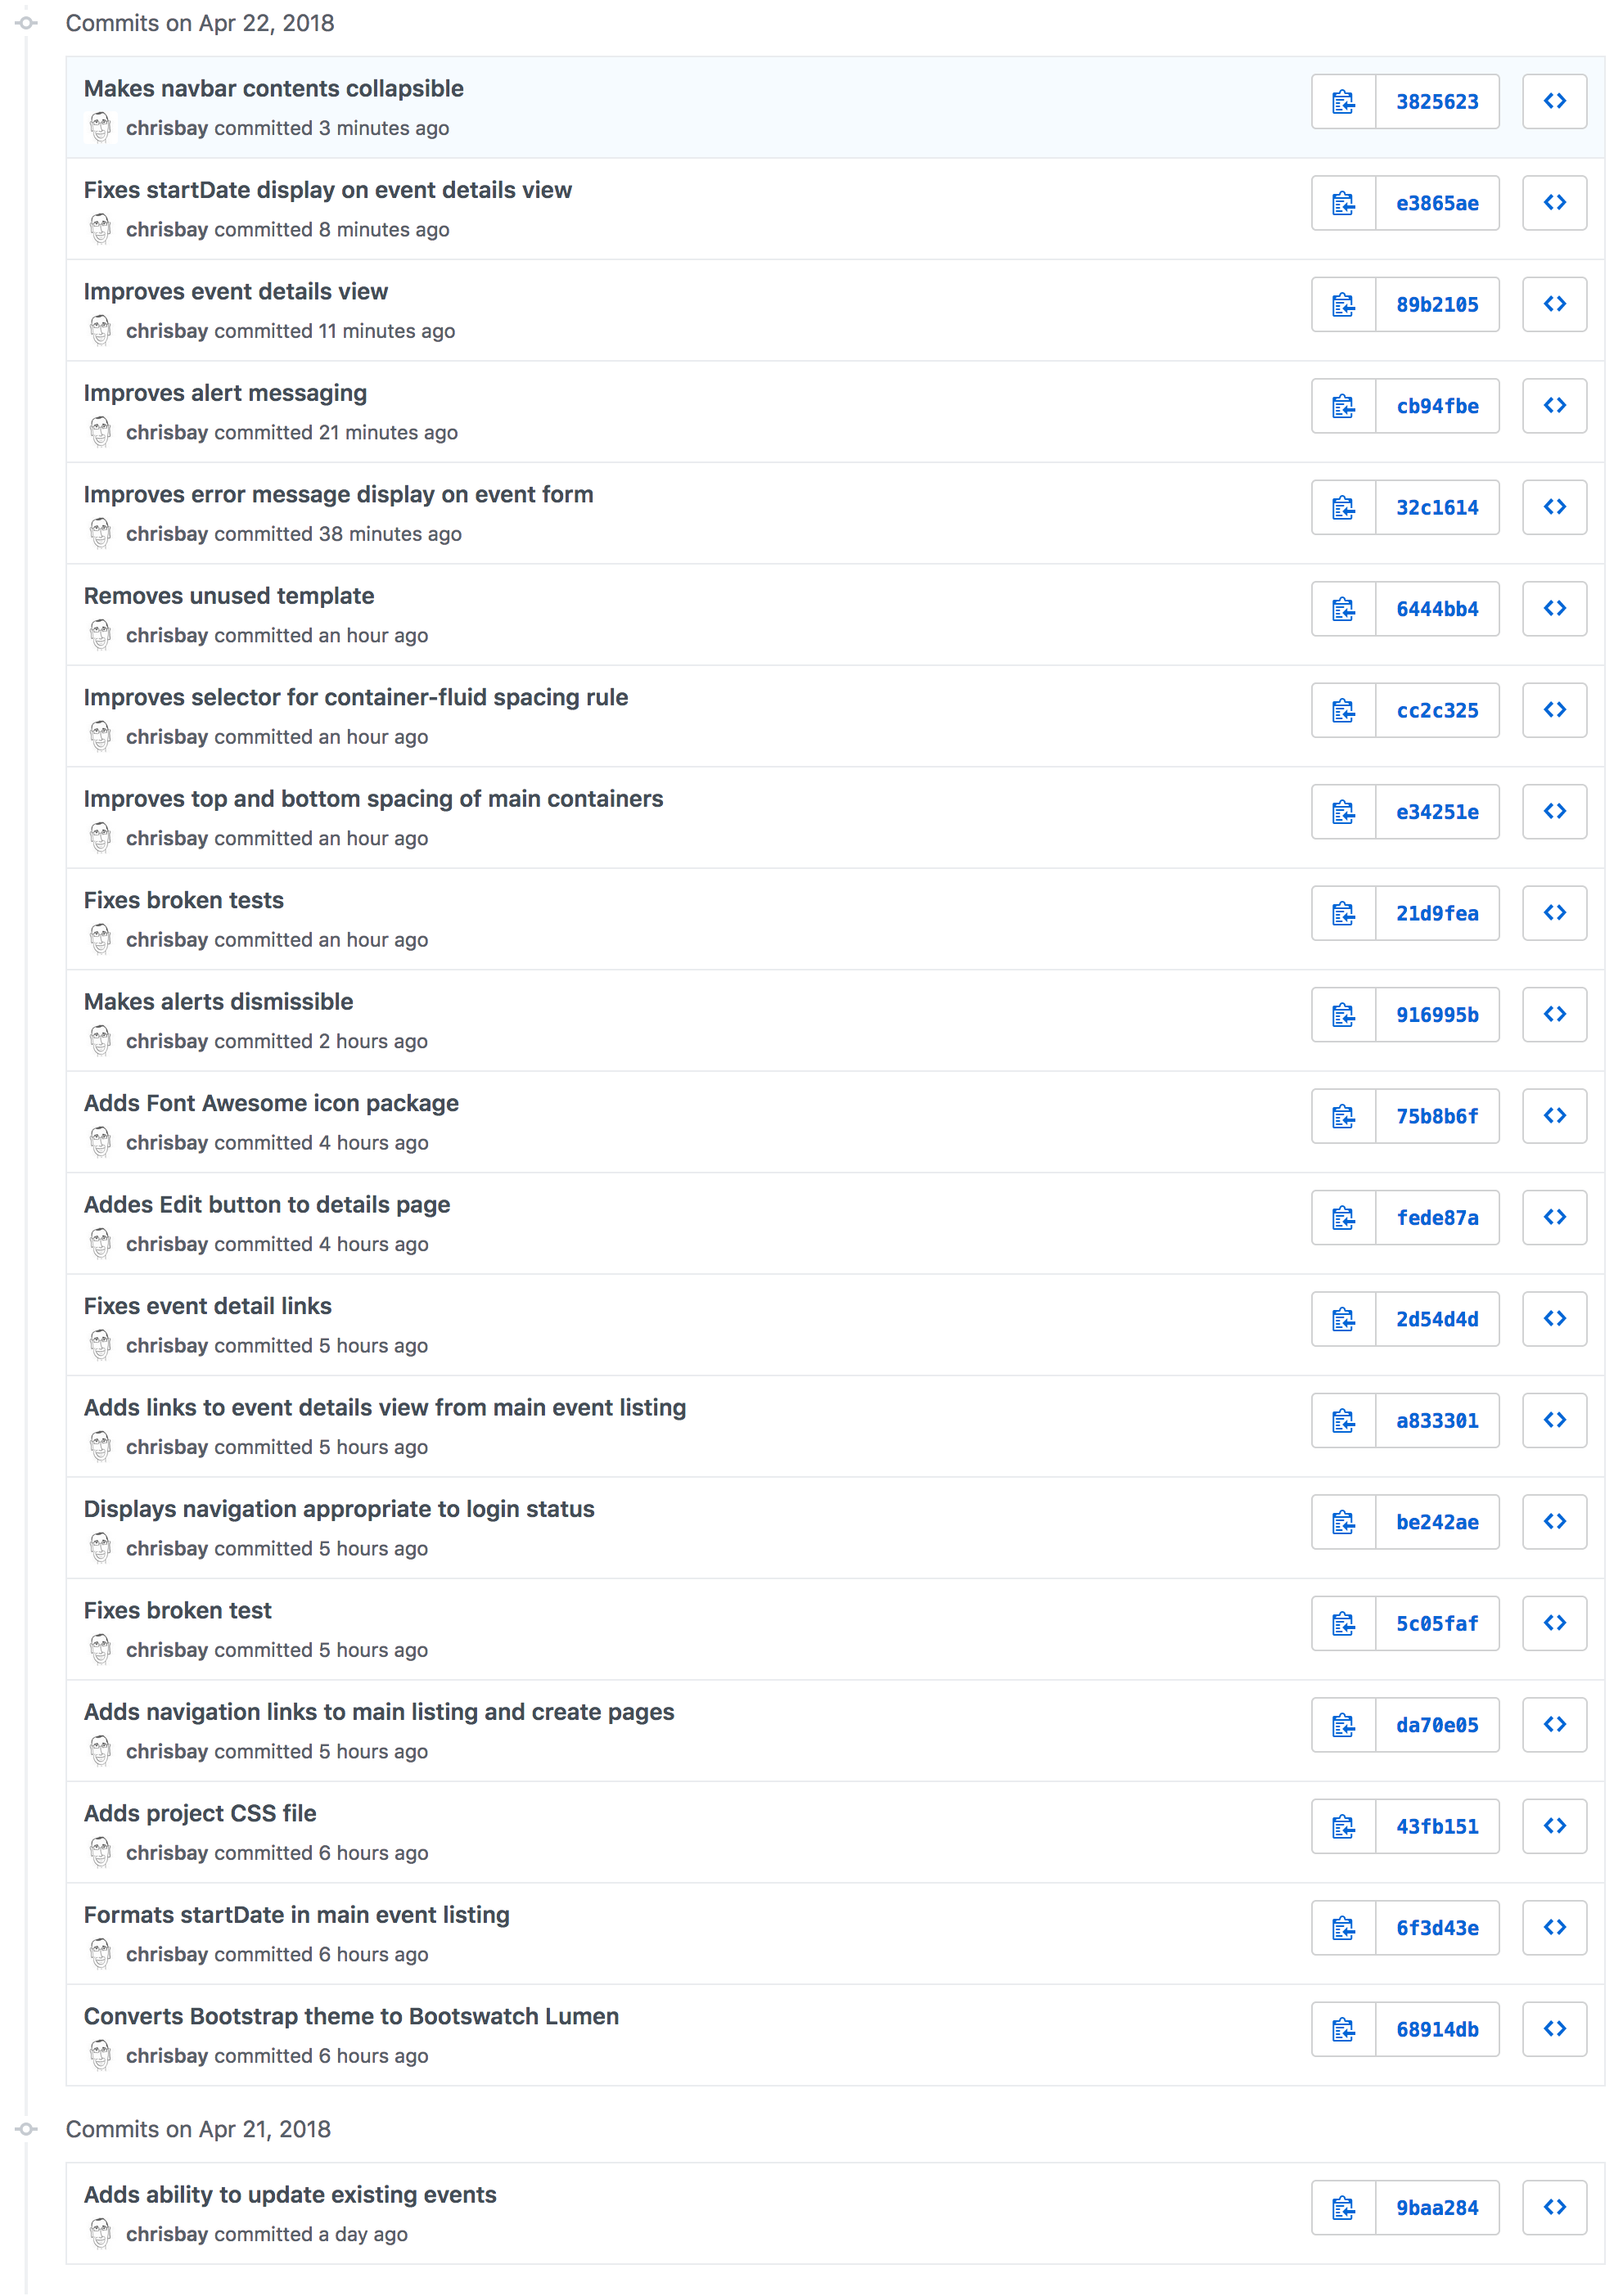 Commits on Apr 22, 2018
Makes navbar contents collapsible
3825623
chrisbay committed 3 minutes ago
Fixes startDate display on event details view
e3865ae
chrisbay committed 8 minutes ago
Improves event details view
89b2105
chrisbay committed 11 minutes ago
Improves alert messaging
cb94fbe
chrisbay committed 21 minutes ago
Improves error message display on event form
32c1614
chrisbay committed 38 minutes ago
Removes unused template
6444bb4
chrisbay committed an hour ago
Improves selector for container-fluid spacing rule
cc2c325
chrisbay committed an hour ago
Improves top and bottom spacing of main containers
e34251e
chrisbay committed an hour ago
Fixes broken tests
21d9fea
chrisbay committed an hour ago
Makes alerts dismissible
916995b
chrisbay committed 2 hours ago
Adds Font Awesome icon package
75b8b6f
chrisbay committed 4 hours ago
Addes Edit button to details page
fede87a
chrisbay committed 4 hours ago
Fixes event detail links
2d54d4d
chrisbay committed 5 hours ago
Adds links to event details view from main event listing
a833301
chrisbay committed 5 hours ago
Displays navigation appropriate to login status
be242ae
chrisbay committed 5 hours ago
Fixes broken test
5c05faf
chrisbay committed 5 hours ago
Adds navigation links to main listing and create pages
da70e05
chrisbay committed 5 hours ago
Adds project CSS file
43fb151
chrisbay committed 6 hours ago
Formats startDate in main event listing
6f3d43e
chrisbay committed 6 hours ago
Converts Bootstrap theme to Bootswatch Lumen
68914db
chrisbay committed 6 hours ago
Commits on Apr 21, 2018
Adds ability to update existing events
9baa284
chrisbay committed a day ago